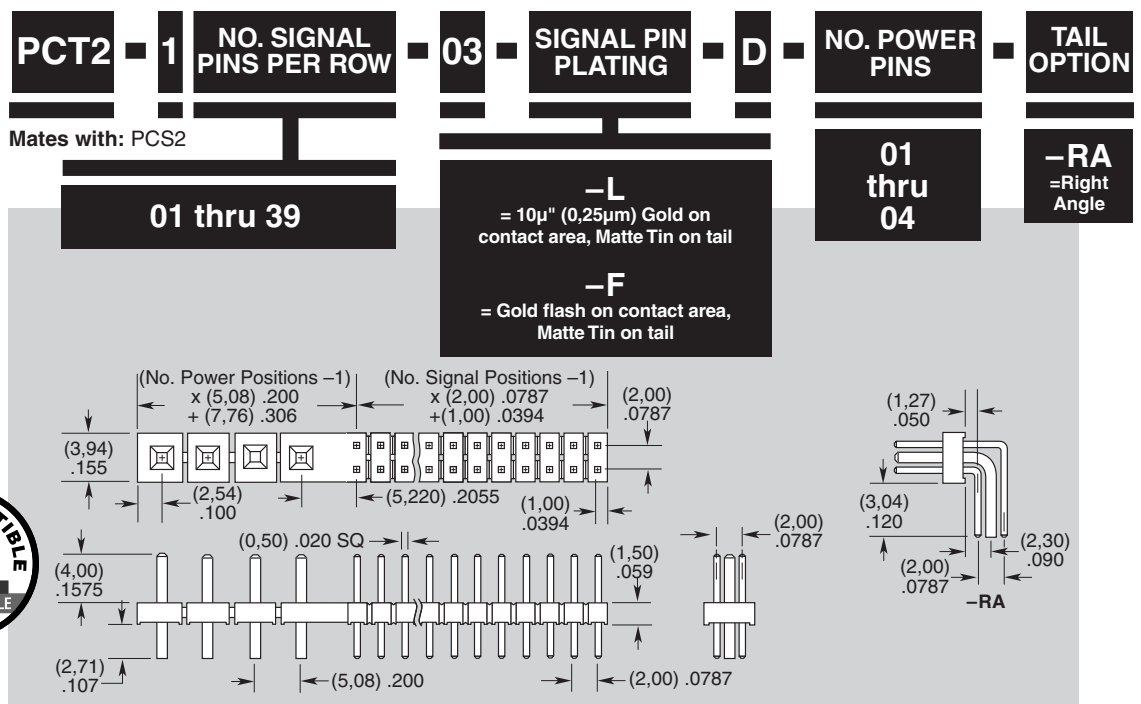 PCT2 - 1 NO. SIGNAL PINS PER ROW - 03 - SIGNAL PIN PLATING - D - NO. POWER PINS - TAIL OPTION
Mates with: PCS2
01 thru 39
–L
= 10µ" (0,25µm) Gold on
contact area, Matte Tin on tail
–F
= Gold flash on contact area,
Matte Tin on tail
01
thru
04
–RA
=Right
Angle
(No. Power Positions –1)
x (5,08) .200
+ (7,76) .306
(No. Signal Positions –1)
x (2,00) .0787
+(1,00) .0394
(2,00)
.0787
(3,94)
.155
(2,54)
.100
(5,220) .2055
(1,00)
.0394
(1,27)
.050
(3,04)
.120
(2,00)
.0787
(2,30)
.090
–RA
(0,50) .020 SQ
(4,00)
.1575
(1,50)
.059
(2,00)
.0787
(2,71)
.107
(5,08) .200
(2,00) .0787